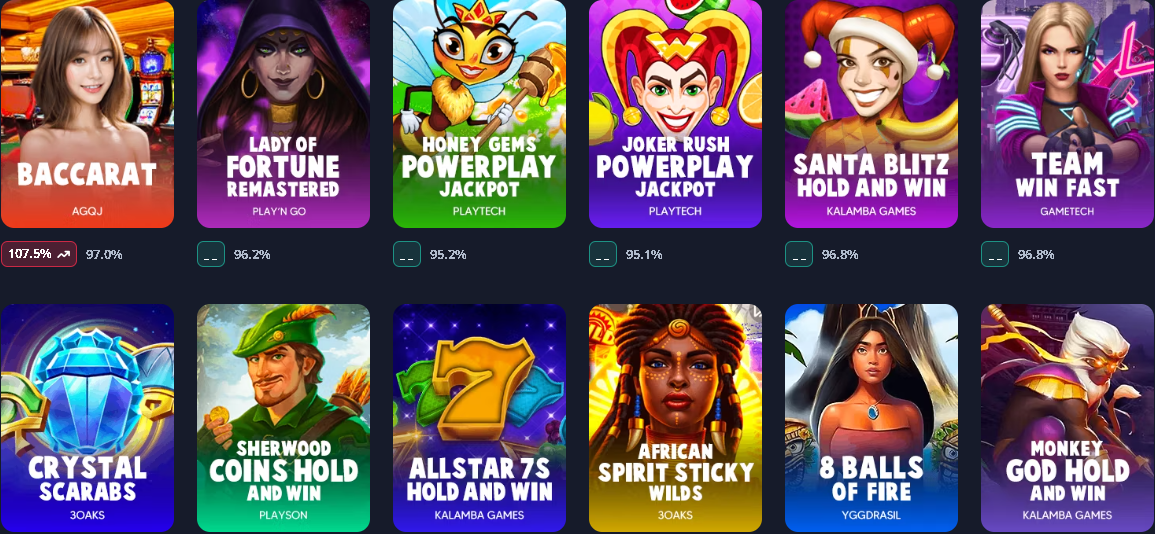 BACCARAT
AGQJ
LADY OF
FORTUNE
REMASTERED
PLAY'N GO
HONEY GEMS
POWERPLAY
JACKPOT
PLAYTECH
JOKER RUSH
POWERPLAY
JACKPOT
PLAYTECH
SANTA BLITZ
HOLD AND WIN
KALAMBA GAMES
TEAM
WIN FAST
GAMETECH
107.5% 97.0%
_ _ 96.2%
_ _ 95.2%
_ _ 95.1%
_ _ 96.8%
_ _ 96.8%
CRYSTAL
SCARABS
3OAKS
SHERWOOD
COINS HOLD
AND WIN
PLAYSON
7
ALLSTAR 7S
HOLD AND WIN
KALAMBA GAMES
AFRICAN
SPIRIT STICKY
WILDS
3OAKS
8 BALLS
OF FIRE
YGGDRASIL
MONKEY
GOD HOLD
AND WIN
KALAMBA GAMES